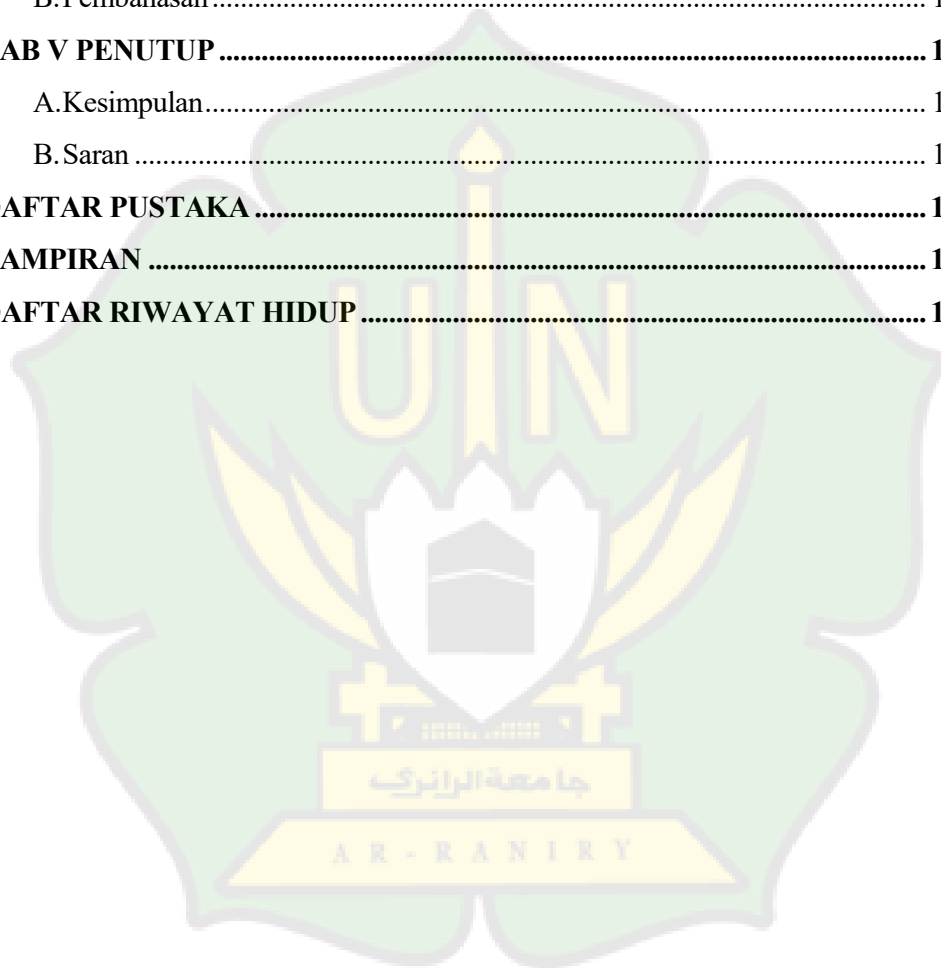 B. Pembahasan ........ 1
AB V PENUTUP ........ 1
A. Kesimpulan ........ 1
B. Saran ........ 1
AFTAR PUSTAKA ........ 1
AMPIRAN ........ 1
AFTAR RIWAYAT HIDUP ........ 1
UIN
جامعة الرانري
AR-RANIRY